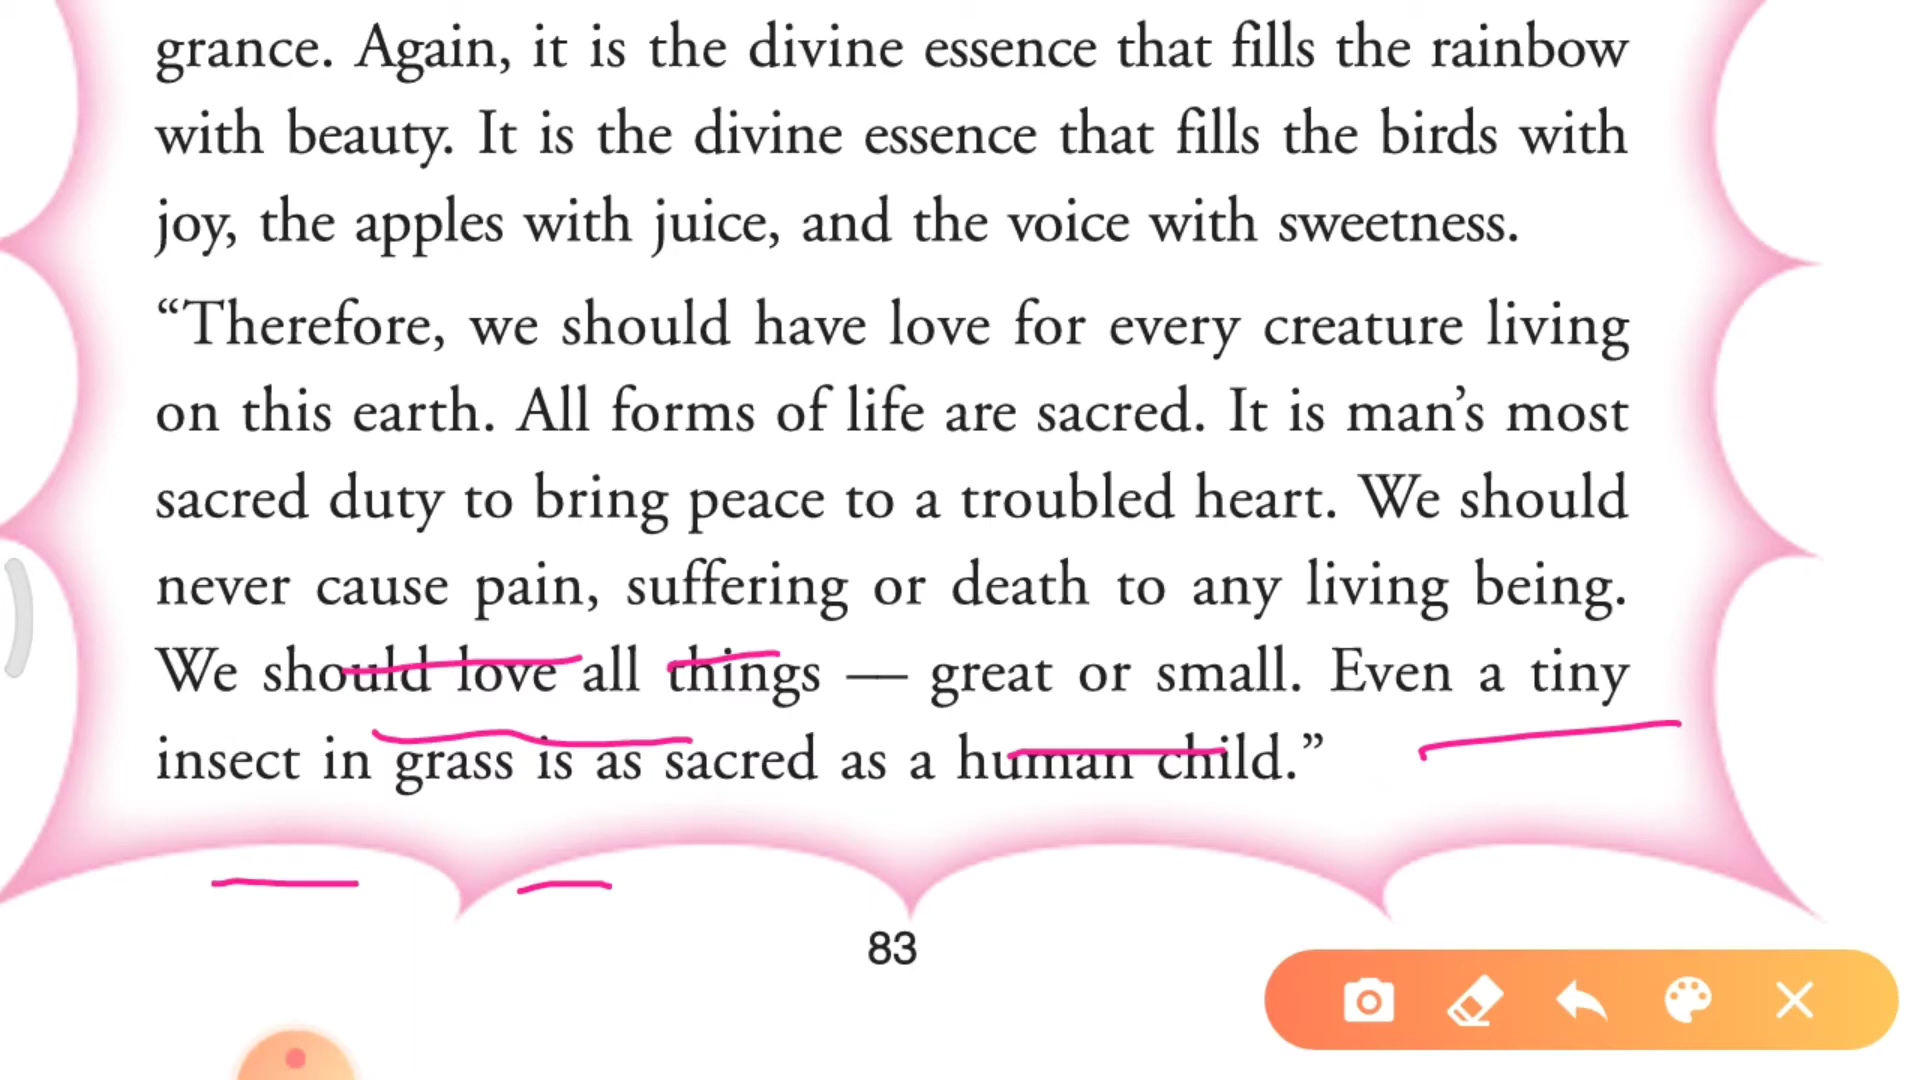 grance. Again, it is the divine essence that fills the rainbow
with beauty. It is the divine essence that fills the birds with
joy, the apples with juice, and the voice with sweetness.
“Therefore, we should have love for every creature living
on this earth. All forms of life are sacred. It is man’s most
sacred duty to bring peace to a troubled heart. We should
never cause pain, suffering or death to any living being.
We should love all things — great or small. Even a tiny
insect in grass is as sacred as a human child.”
83